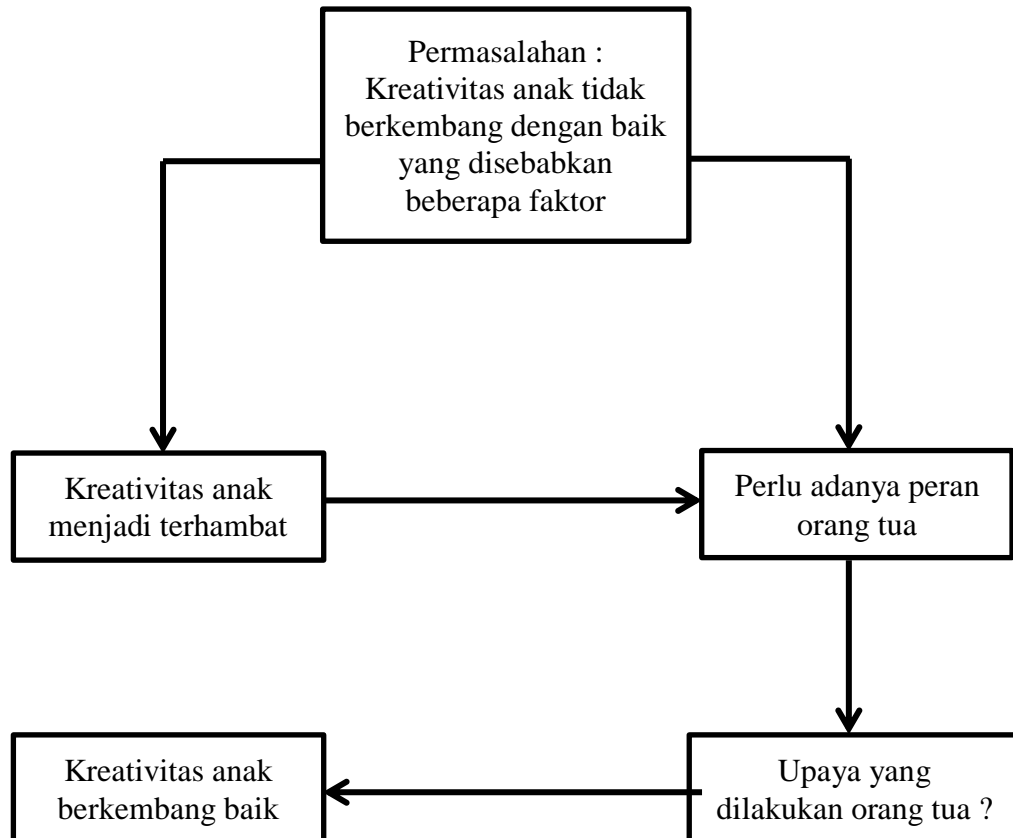 Permasalahan :
Kreativitas anak tidak
berkembang dengan baik
yang disebabkan
beberapa faktor
Kreativitas anak
menjadi terhambat
Perlu adanya peran
orang tua
Kreativitas anak
berkembang baik
Upaya yang
dilakukan orang tua ?